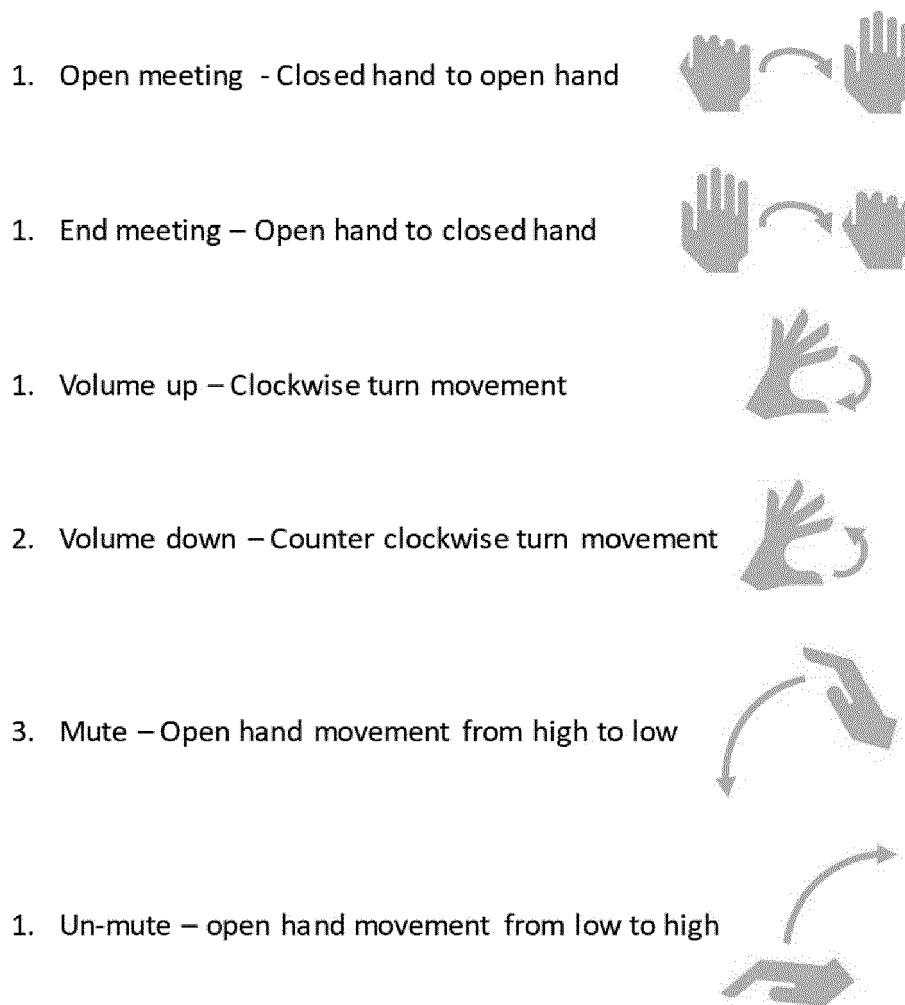 1. Open meeting - Closed hand to open hand
1. End meeting – Open hand to closed hand
1. Volume up – Clockwise turn movement
2. Volume down – Counter clockwise turn movement
3. Mute – Open hand movement from high to low
1. Un-mute – open hand movement from low to high